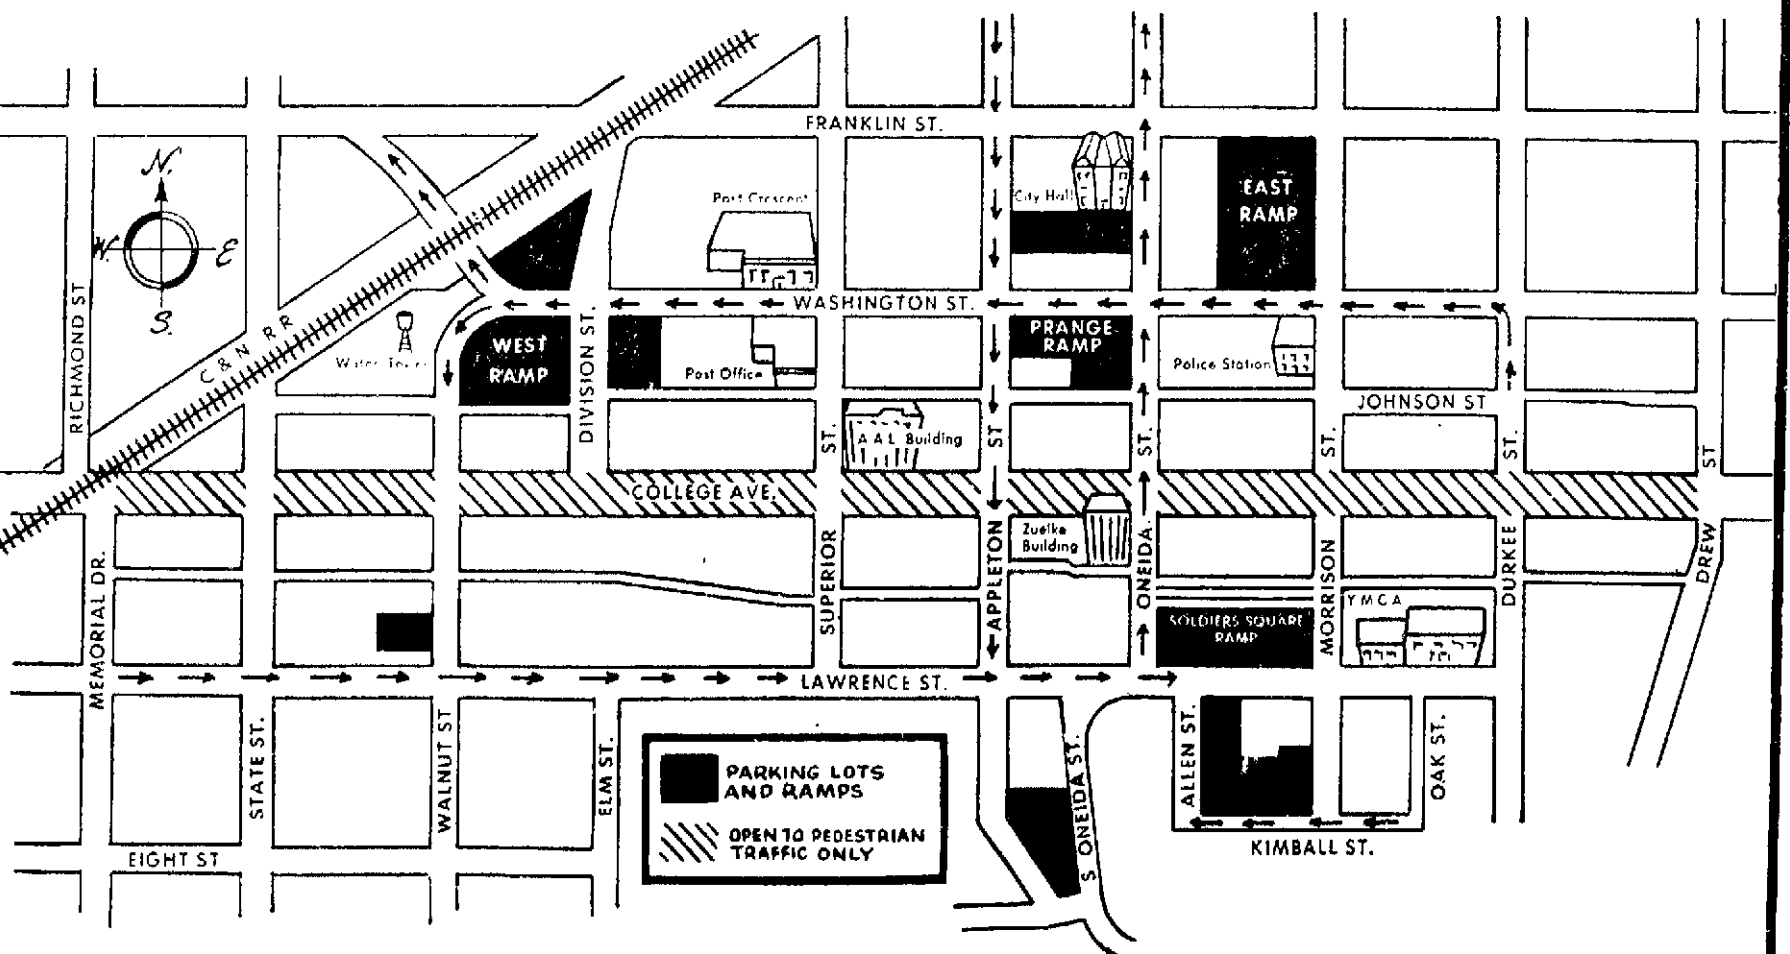 FRANKLIN ST.
N.
W.
E
S.
Post Crescent
City Hall
EAST
RAMP
RICHMOND ST
C & N RR
WASHINGTON ST.
Water Tower
WEST
RAMP
DIVISION ST.
Post Office
PRANGE
RAMP
Police Station
JOHNSON ST
A A L Building
ST.
ST
ST.
ST.
ST.
ST
COLLEGE AVE.
Zuelke
Building
MEMORIAL DR.
SUPERIOR
APPLETON
ONEIDA
MORRISON
DURKEE
DREW
YMCA
SOLDIERS SQUARE
RAMP
LAWRENCE ST.
STATE ST.
WALNUT ST
ELM ST.
PARKING LOTS
AND RAMPS
OPEN TO PEDESTRIAN
TRAFFIC ONLY
S. ONEIDA ST.
ALLEN ST.
OAK ST.
KIMBALL ST.
EIGHT ST